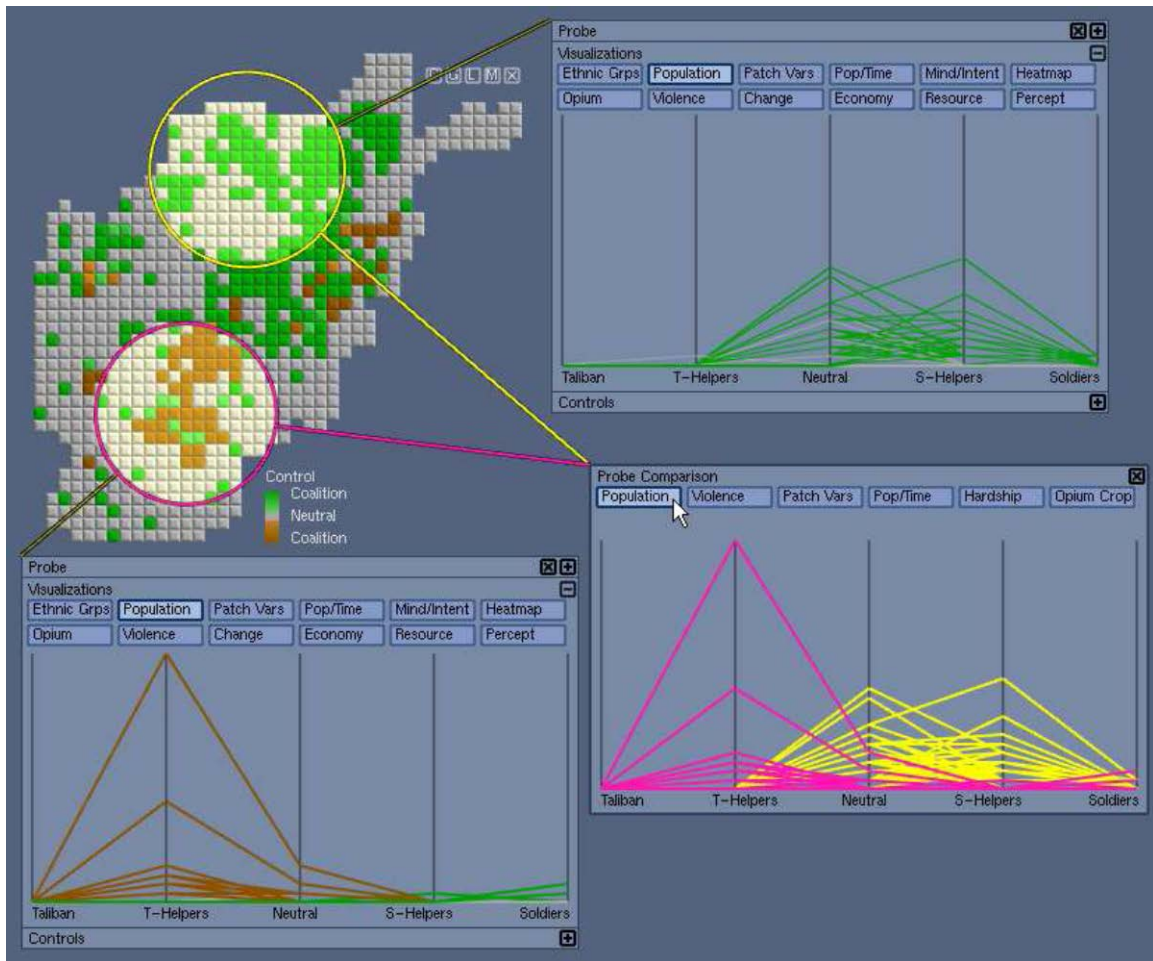 Probe
Visualizations
Ethnic Grps Population Patch Vars Pop/Time Mind/Intent Heatmap
Opium Violence Change Economy Resource Percept
Taliban T-Helpers Neutral S-Helpers Soldiers
Controls
G L M X
Control
Coalition
Neutral
Coalition
Probe Comparison
Population Violence Patch Vars Pop/Time Hardship Opium Crop
Taliban T-Helpers Neutral S-Helpers Soldiers
Probe
Visualizations
Ethnic Grps Population Patch Vars Pop/Time Mind/Intent Heatmap
Opium Violence Change Economy Resource Percept
Taliban T-Helpers Neutral S-Helpers Soldiers
Controls